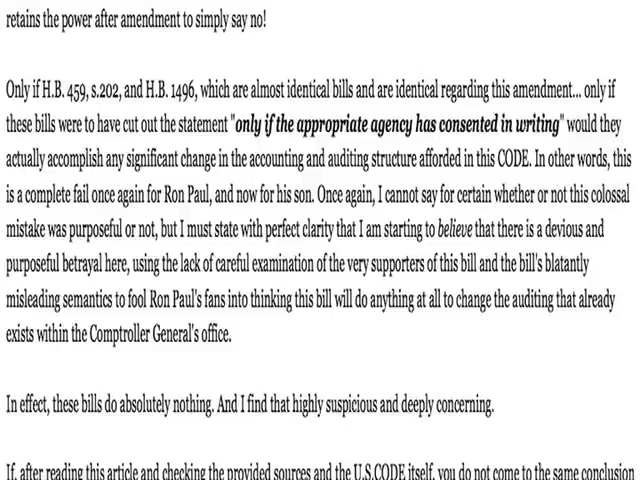 retains the power after amendment to simply say no!
Only if H.B. 459, s.202, and H.B. 1496, which are almost identical bills and are identical regarding this amendment... only if
these bills were to have cut out the statement "only if the appropriate agency has consented in writing" would they
actually accomplish any significant change in the accounting and auditing structure afforded in this CODE. In other words, this
is a complete fail once again for Ron Paul, and now for his son. Once again, I cannot say for certain whether or not this colossal
mistake was purposeful or not, but I must state with perfect clarity that I am starting to believe that there is a devious and
purposeful betrayal here, using the lack of careful examination of the very supporters of this bill and the bill's blatantly
misleading semantics to fool Ron Paul's fans into thinking this bill will do anything at all to change the auditing that already
exists within the Comptroller General's office.
In effect, these bills do absolutely nothing. And I find that highly suspicious and deeply concerning.
If, after reading this article and checking the provided sources and the U.S.CODE itself, you do not come to the same conclusion